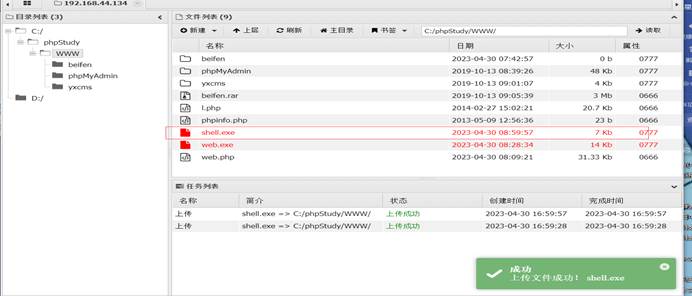 192.168.44.134
目录列表 (3)
C:/
phpStudy
WWW
beifen
phpMyAdmin
yxcms
D:/
文件列表 (9)
新建 上层 刷新 主目录 书签 C:/phpStudy/WWW/ 读取
名称 日期 大小 属性
beifen 2023-04-30 07:42:57 0 b 0777
phpMyAdmin 2019-10-13 08:39:26 48 Kb 0777
yxcms 2019-10-13 09:01:07 4 Kb 0777
beifen.rar 2019-10-13 09:05:39 3 Mb 0666
l.php 2014-02-27 15:02:21 20.7 Kb 0666
phpinfo.php 2013-05-09 12:56:36 23 b 0666
shell.exe 2023-04-30 08:59:57 7 Kb 0777
web.exe 2023-04-30 08:28:34 14 Kb 0777
web.php 2023-04-30 08:09:21 31.33 Kb 0666
任务列表
名称 简介 状态 创建时间 完成时间
上传 shell.exe => C:/phpStudy/WWW/ 上传成功 2023-04-30 16:59:57 2023-04-30 16:59:57
上传 shell.exe => C:/phpStudy/WWW/ 上传成功 2023-04-30 16:59:28 2023-04-30 16:59:28
成功
上传文件成功！ shell.exe